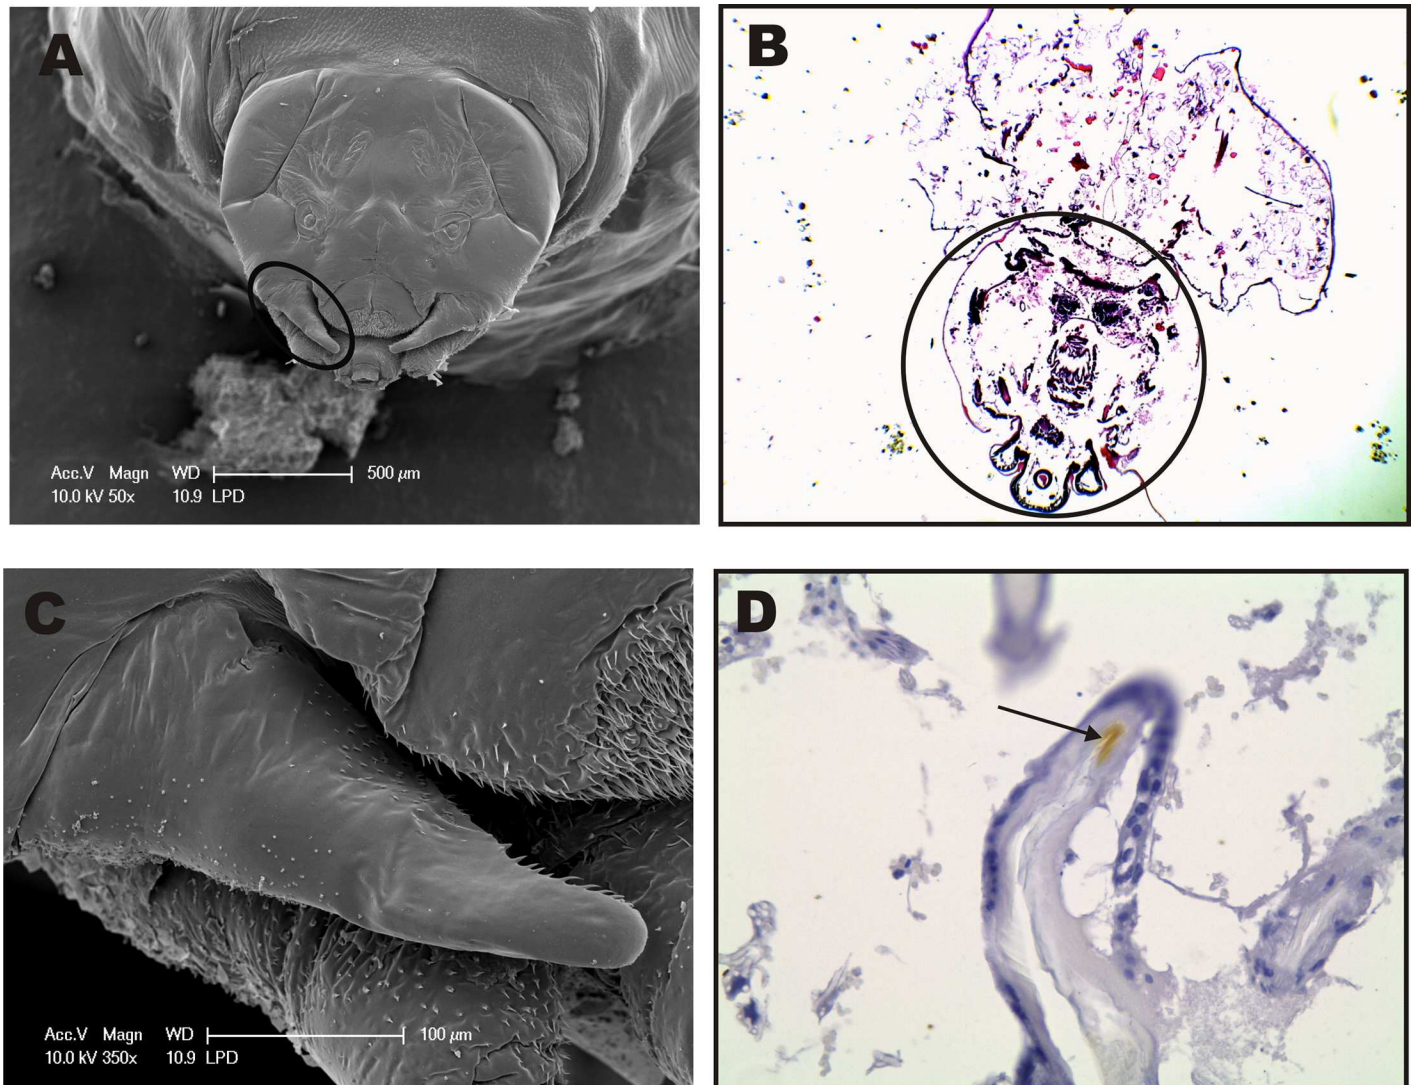 A
Acc.V Magn WD 500 µm
10.0 kV 50x 10.9 LPD
B
C
Acc.V Magn WD 100 µm
10.0 kV 350x 10.9 LPD
D